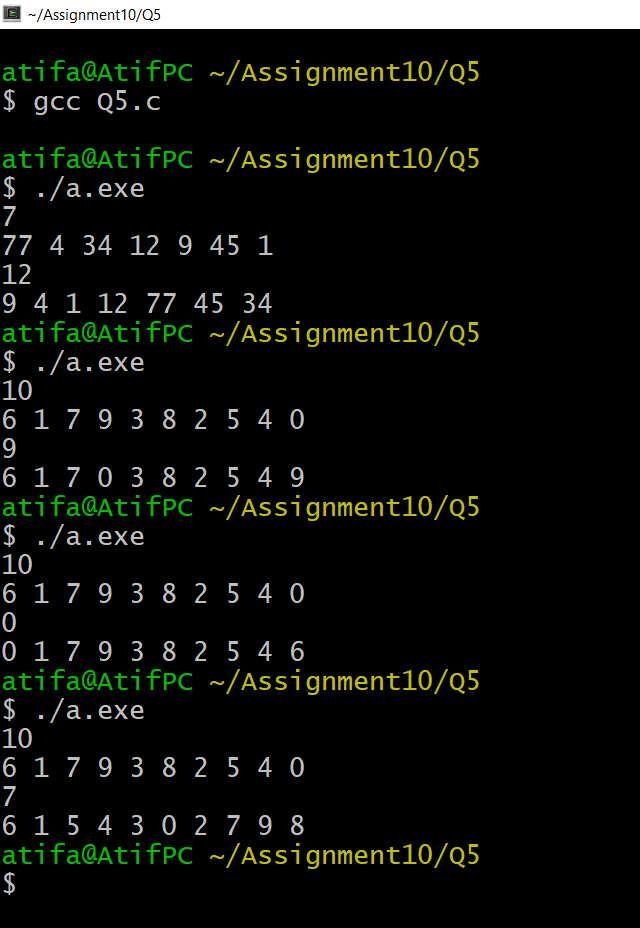 ~/Assignment10/Q5
atifa@AtifPC ~/Assignment10/Q5
$ gcc Q5.c
atifa@AtifPC ~/Assignment10/Q5
$ ./a.exe
7
77 4 34 12 9 45 1
12
9 4 1 12 77 45 34
atifa@AtifPC ~/Assignment10/Q5
$ ./a.exe
10
6 1 7 9 3 8 2 5 4 0
9
6 1 7 0 3 8 2 5 4 9
atifa@AtifPC ~/Assignment10/Q5
$ ./a.exe
10
6 1 7 9 3 8 2 5 4 0
0
0 1 7 9 3 8 2 5 4 6
atifa@AtifPC ~/Assignment10/Q5
$ ./a.exe
10
6 1 7 9 3 8 2 5 4 0
7
6 1 5 4 3 0 2 7 9 8
atifa@AtifPC ~/Assignment10/Q5
$